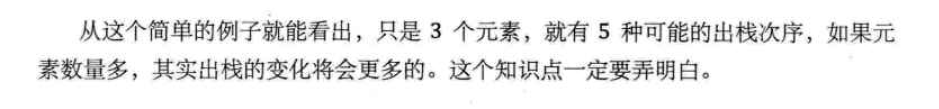 从这个简单的例子就能看出，只是 3 个元素，就有 5 种可能的出栈次序，如果元
素数量多，其实出栈的变化将会更多的。这个知识点一定要弄明白。